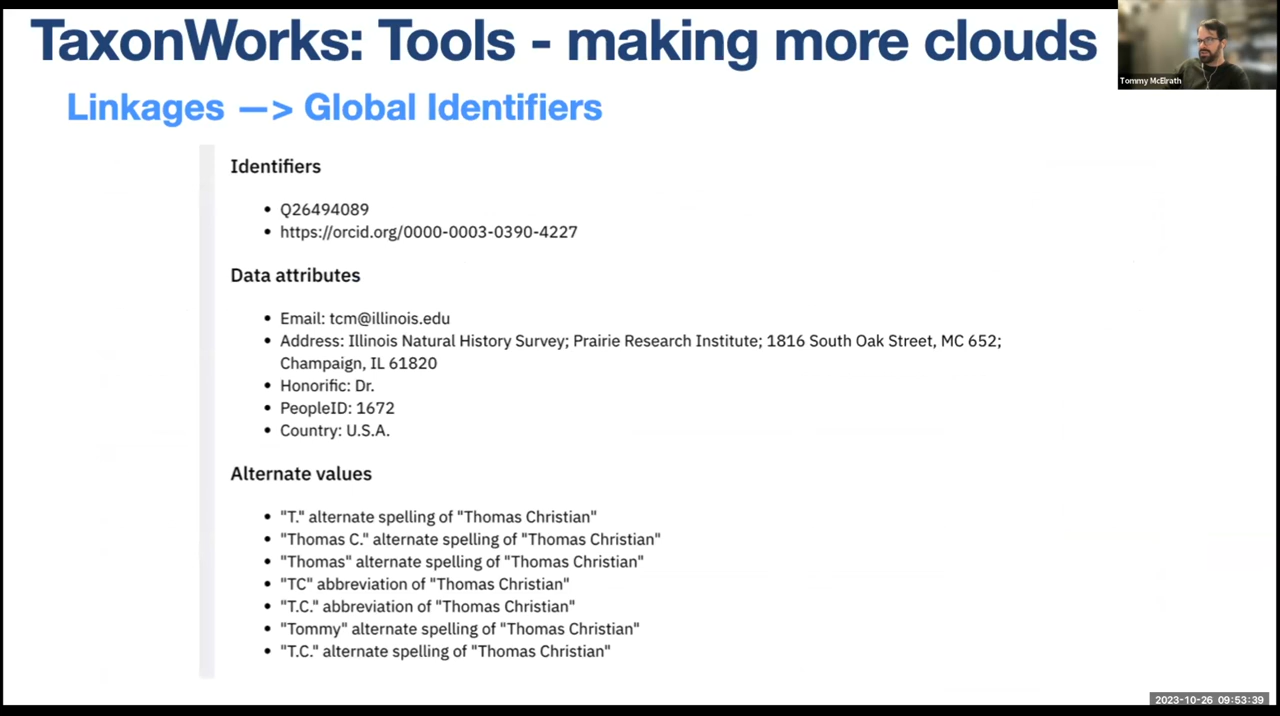 TaxonWorks: Tools - making more clouds
Tommy McElrath
Linkages —> Global Identifiers
Identifiers
• Q26494089
• https://orcid.org/0000-0003-0390-4227
Data attributes
• Email: tcm@illinois.edu
• Address: Illinois Natural History Survey; Prairie Research Institute; 1816 South Oak Street, MC 652;
Champaign, IL 61820
• Honorific: Dr.
• PeopleID: 1672
• Country: U.S.A.
Alternate values
• "T." alternate spelling of "Thomas Christian"
• "Thomas C." alternate spelling of "Thomas Christian"
• "Thomas" alternate spelling of "Thomas Christian"
• "TC" abbreviation of "Thomas Christian"
• "T.C." abbreviation of "Thomas Christian"
• "Tommy" alternate spelling of "Thomas Christian"
• "T.C." alternate spelling of "Thomas Christian"
2023-10-26 09:53:39